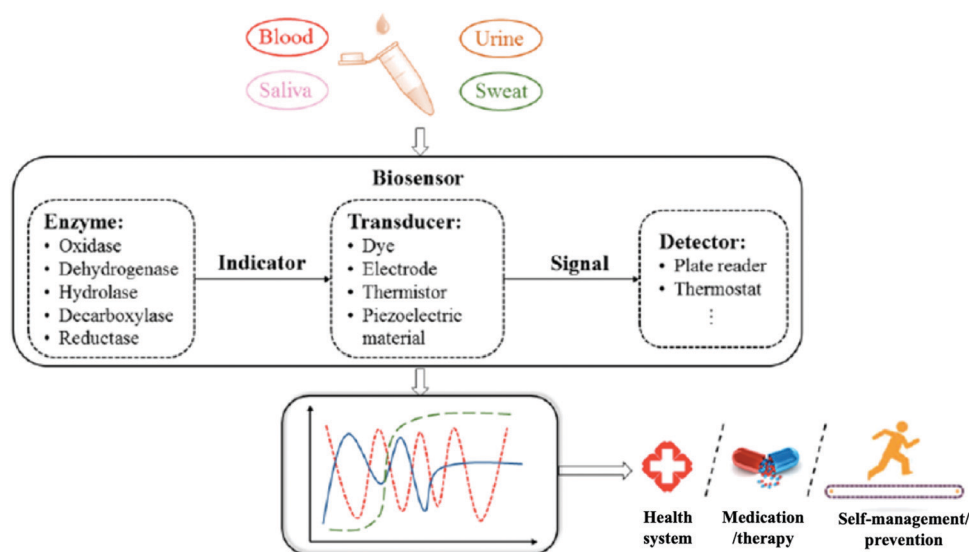 Blood
Urine
Saliva
Sweat
Biosensor
Enzyme:
• Oxidase
• Dehydrogenase
• Hydrolase
• Decarboxylase
• Reductase
Indicator
Transducer:
• Dye
• Electrode
• Thermistor
• Piezoelectric
material
Signal
Detector:
• Plate reader
• Thermostat
⋮
Health
system
Medication
/therapy
Self-management/
prevention